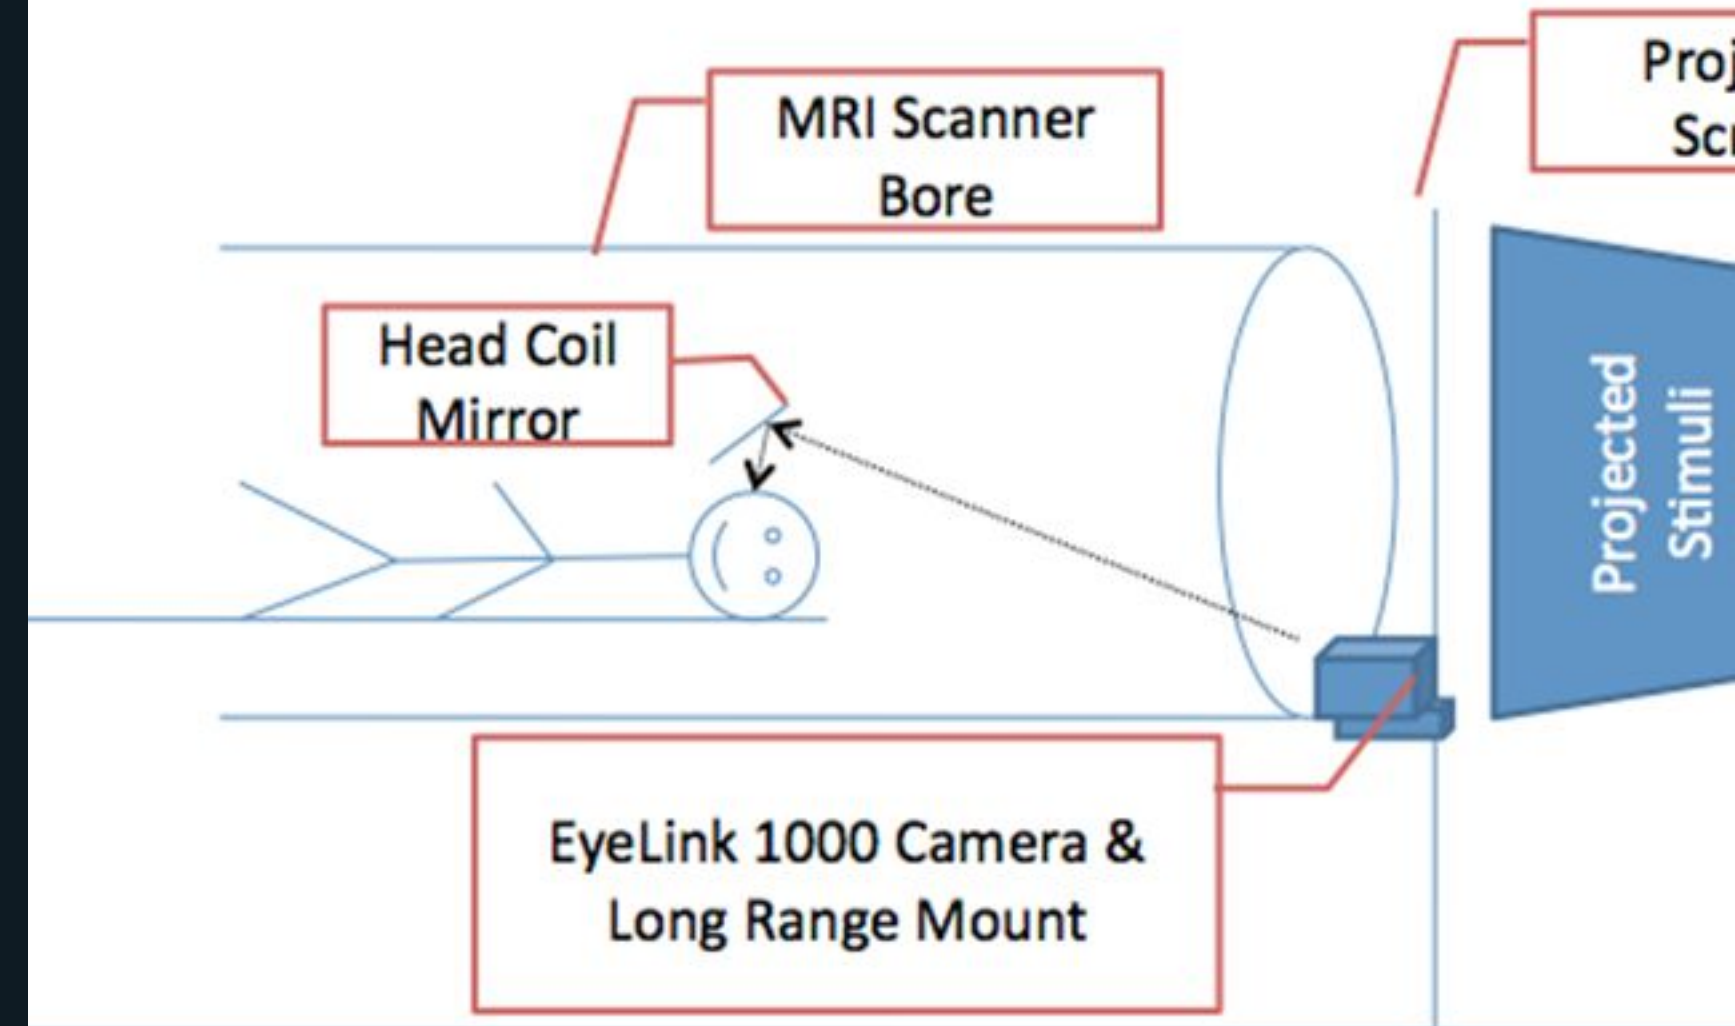 MRI Scanner
Bore
Head Coil
Mirror
EyeLink 1000 Camera &
Long Range Mount
Projected
Stimuli